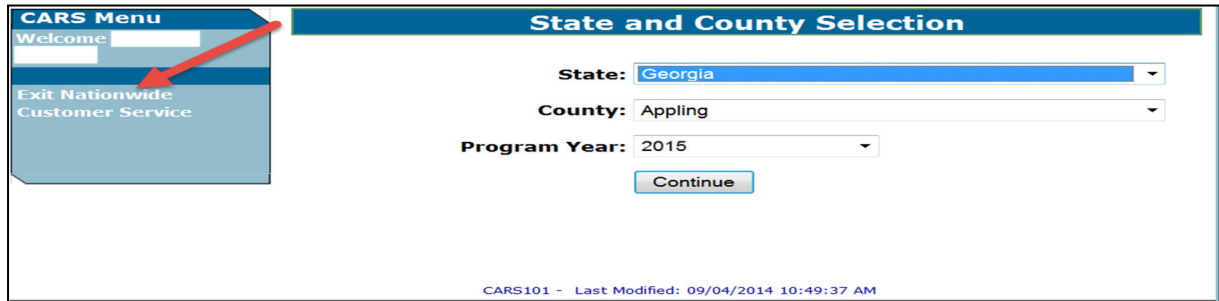 CARS Menu
Welcome
Exit Nationwide
Customer Service
State and County Selection
State: Georgia
County: Appling
Program Year: 2015
Continue
CARS101 - Last Modified: 09/04/2014 10:49:37 AM